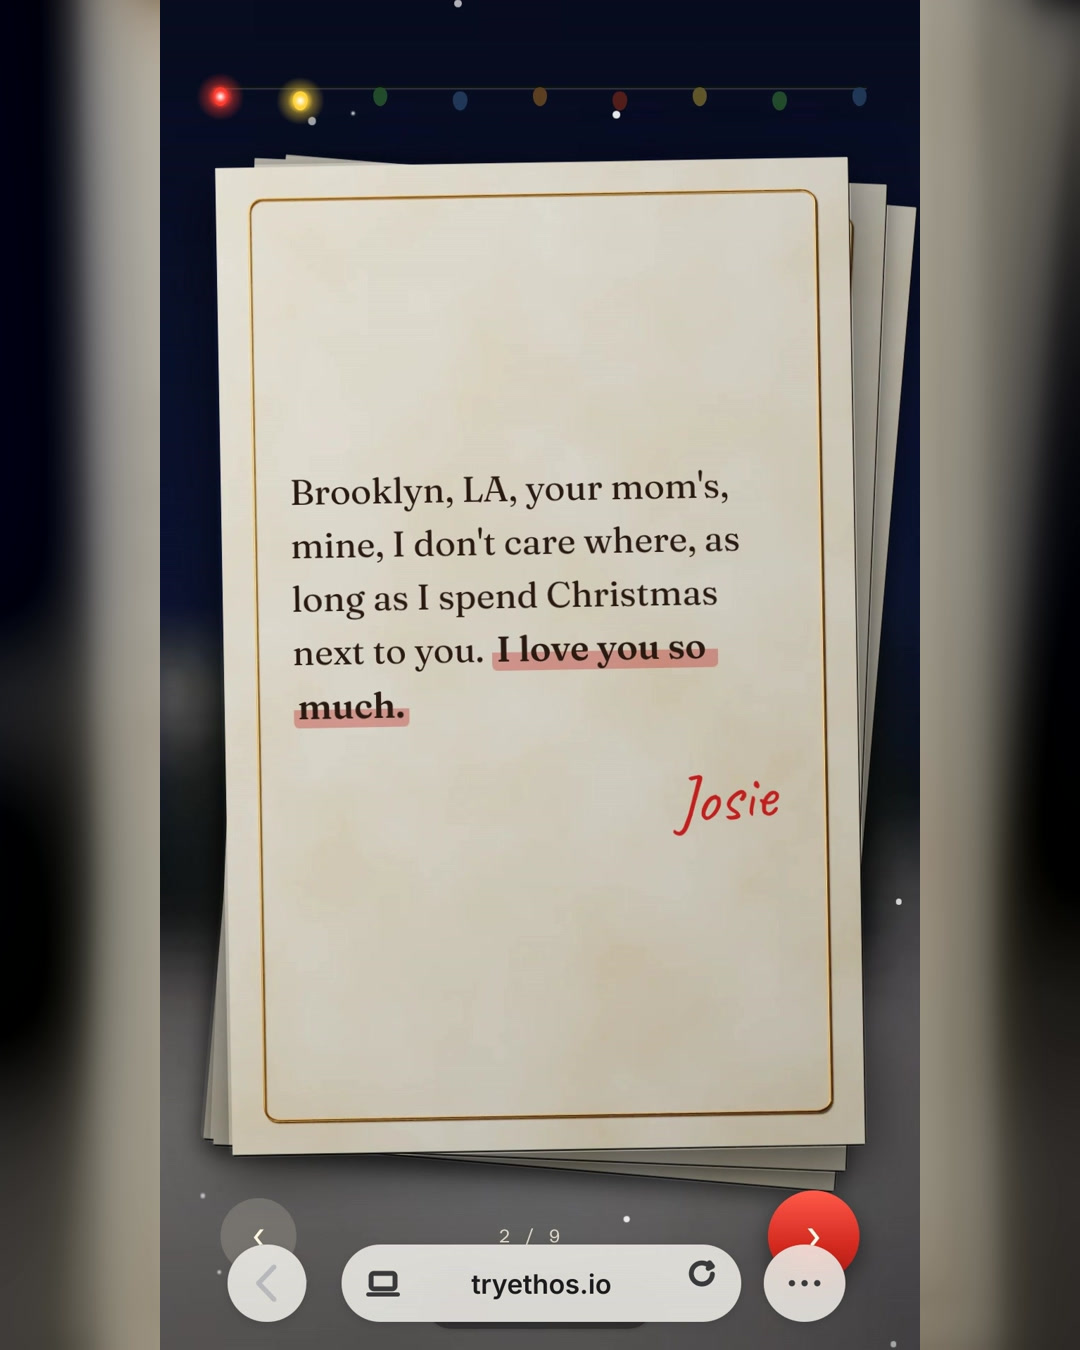 Brooklyn, LA, your mom's,
mine, I don't care where, as
long as I spend Christmas
next to you. I love you so
much.
Josie
2 / 9
tryethos.io